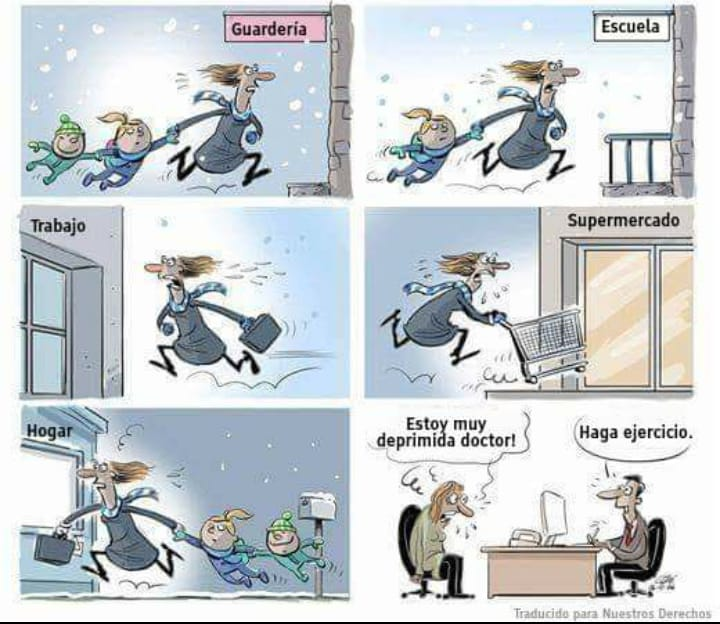 Guardería
Escuela
Trabajo
Supermercado
Hogar
Estoy muy
deprimida doctor!
Haga ejercicio.
Traducido para Nuestros Derechos